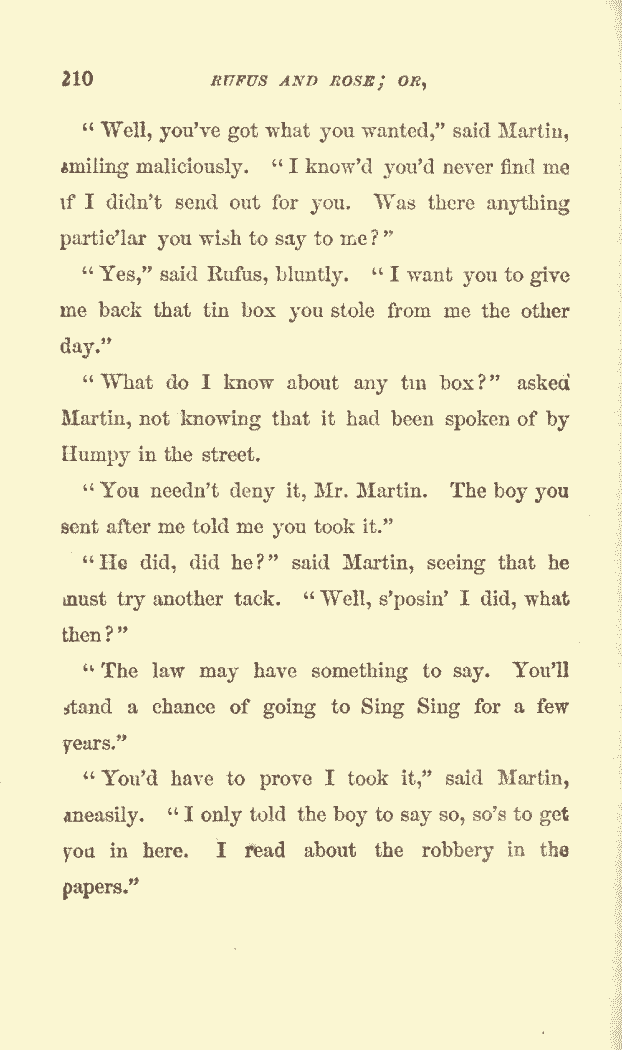 210 RUFUS AND ROSE; OR,
“Well, you've got what you wanted,” said Martin,
smiling maliciously. “I know'd you'd never find me
if I didn't send out for you. Was there anything
partic'lar you wish to say to me?”
“Yes,” said Rufus, bluntly. “I want you to give
me back that tin box you stole from me the other
day.”
“What do I know about any tin box?” asked
Martin, not knowing that it had been spoken of by
Humpy in the street.
“You needn't deny it, Mr. Martin. The boy you
sent after me told me you took it.”
“He did, did he?” said Martin, seeing that he
must try another tack. “Well, s'posin' I did, what
then?”
“The law may have something to say. You'll
stand a chance of going to Sing Sing for a few
years.”
“You'd have to prove I took it,” said Martin,
uneasily. “I only told the boy to say so, so's to get
you in here. I read about the robbery in the
papers.”